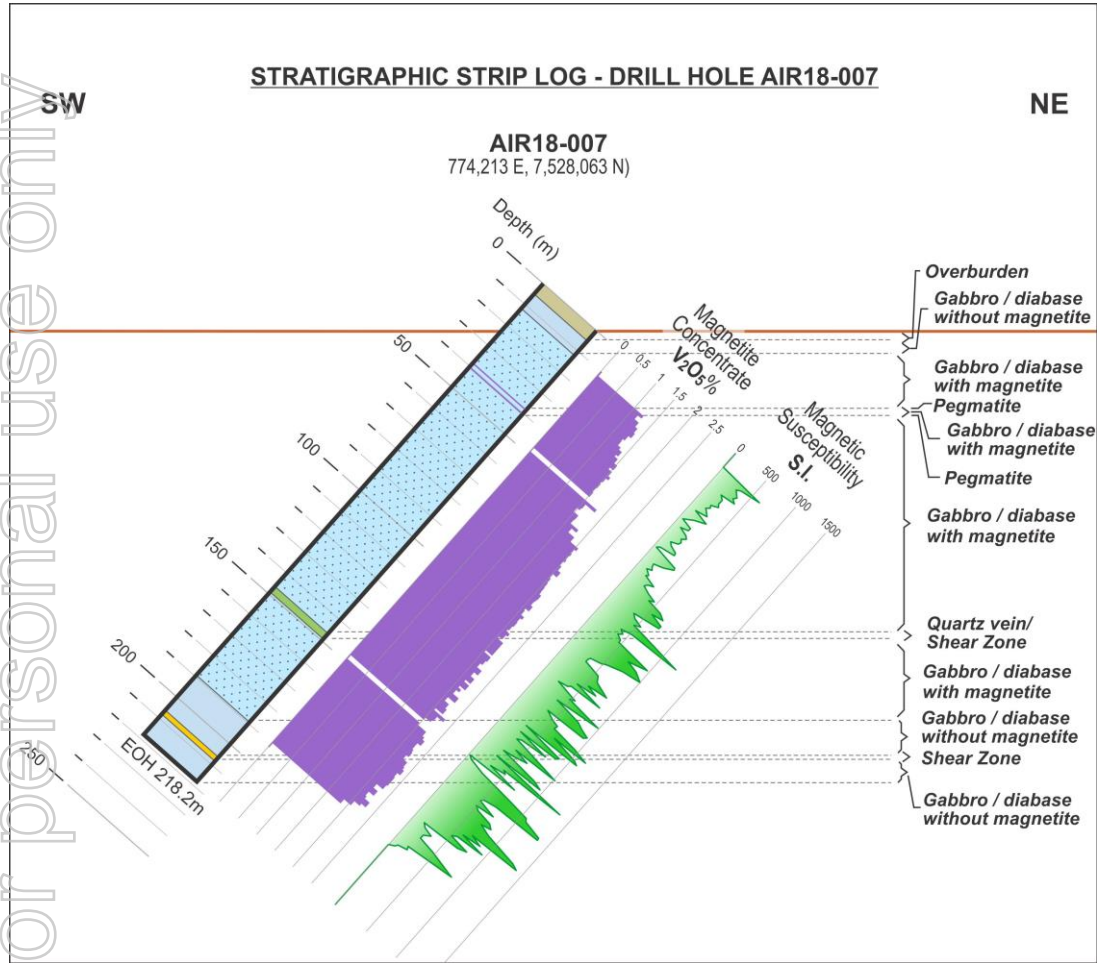 STRATIGRAPHIC STRIP LOG - DRILL HOLE AIR18-007
SW
NE
AIR18-007
774,213 E, 7,528,063 N)
Depth (m)
0
50
100
150
200
250
EOH 218.2m
Magnetite
Concentrate
V₂O₅%
0
0.5
1
1.5
2
2.5
Magnetic
Susceptibility
S.I.
0
500
1000
1500
Overburden
Gabbro / diabase
without magnetite
Gabbro / diabase
with magnetite
Pegmatite
Gabbro / diabase
with magnetite
Pegmatite
Gabbro / diabase
with magnetite
Quartz vein/
Shear Zone
Gabbro / diabase
with magnetite
Gabbro / diabase
without magnetite
Shear Zone
Gabbro / diabase
without magnetite
or personal use only